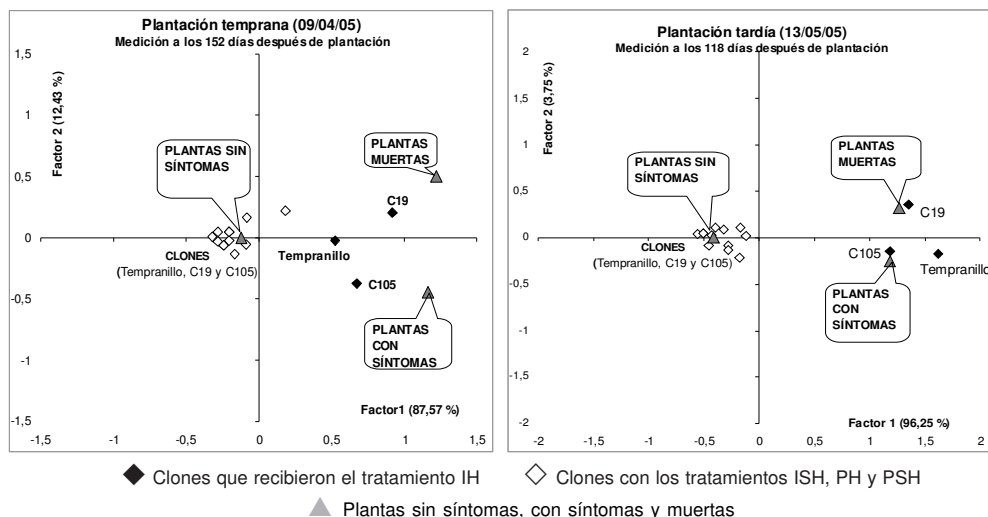 Plantación temprana (09/04/05)
Medición a los 152 días después de plantación
Factor 2 (12,43 %)
1,5
1
0,5
0
-0,5
-1
-1,5
-1,5
-1
-0,5
0
0,5
1
1,5
PLANTAS SIN
SÍNTOMAS
PLANTAS
MUERTAS
C19
Tempranillo
C105
CLONES
(Tempranillo, C19 y C105)
PLANTAS
CON
SÍNTOMAS
Factor1 (87,57 %)
Plantación tardía (13/05/05)
Medición a los 118 días después de plantación
Factor 2 (3,75 %)
2
1,5
1
0,5
0
-0,5
-1
-1,5
-2
-2
-1,5
-1
-0,5
0
0,5
1
1,5
2
PLANTAS SIN
SÍNTOMAS
PLANTAS
MUERTAS
C19
CLONES
(Tempranillo, C19 y C105)
C105
Tempranillo
PLANTAS
CON
SÍNTOMAS
Factor 1 (96,25 %)
Clones que recibieron el tratamiento IH
Clones con los tratamientos ISH, PH y PSH
Plantas sin síntomas, con síntomas y muertas